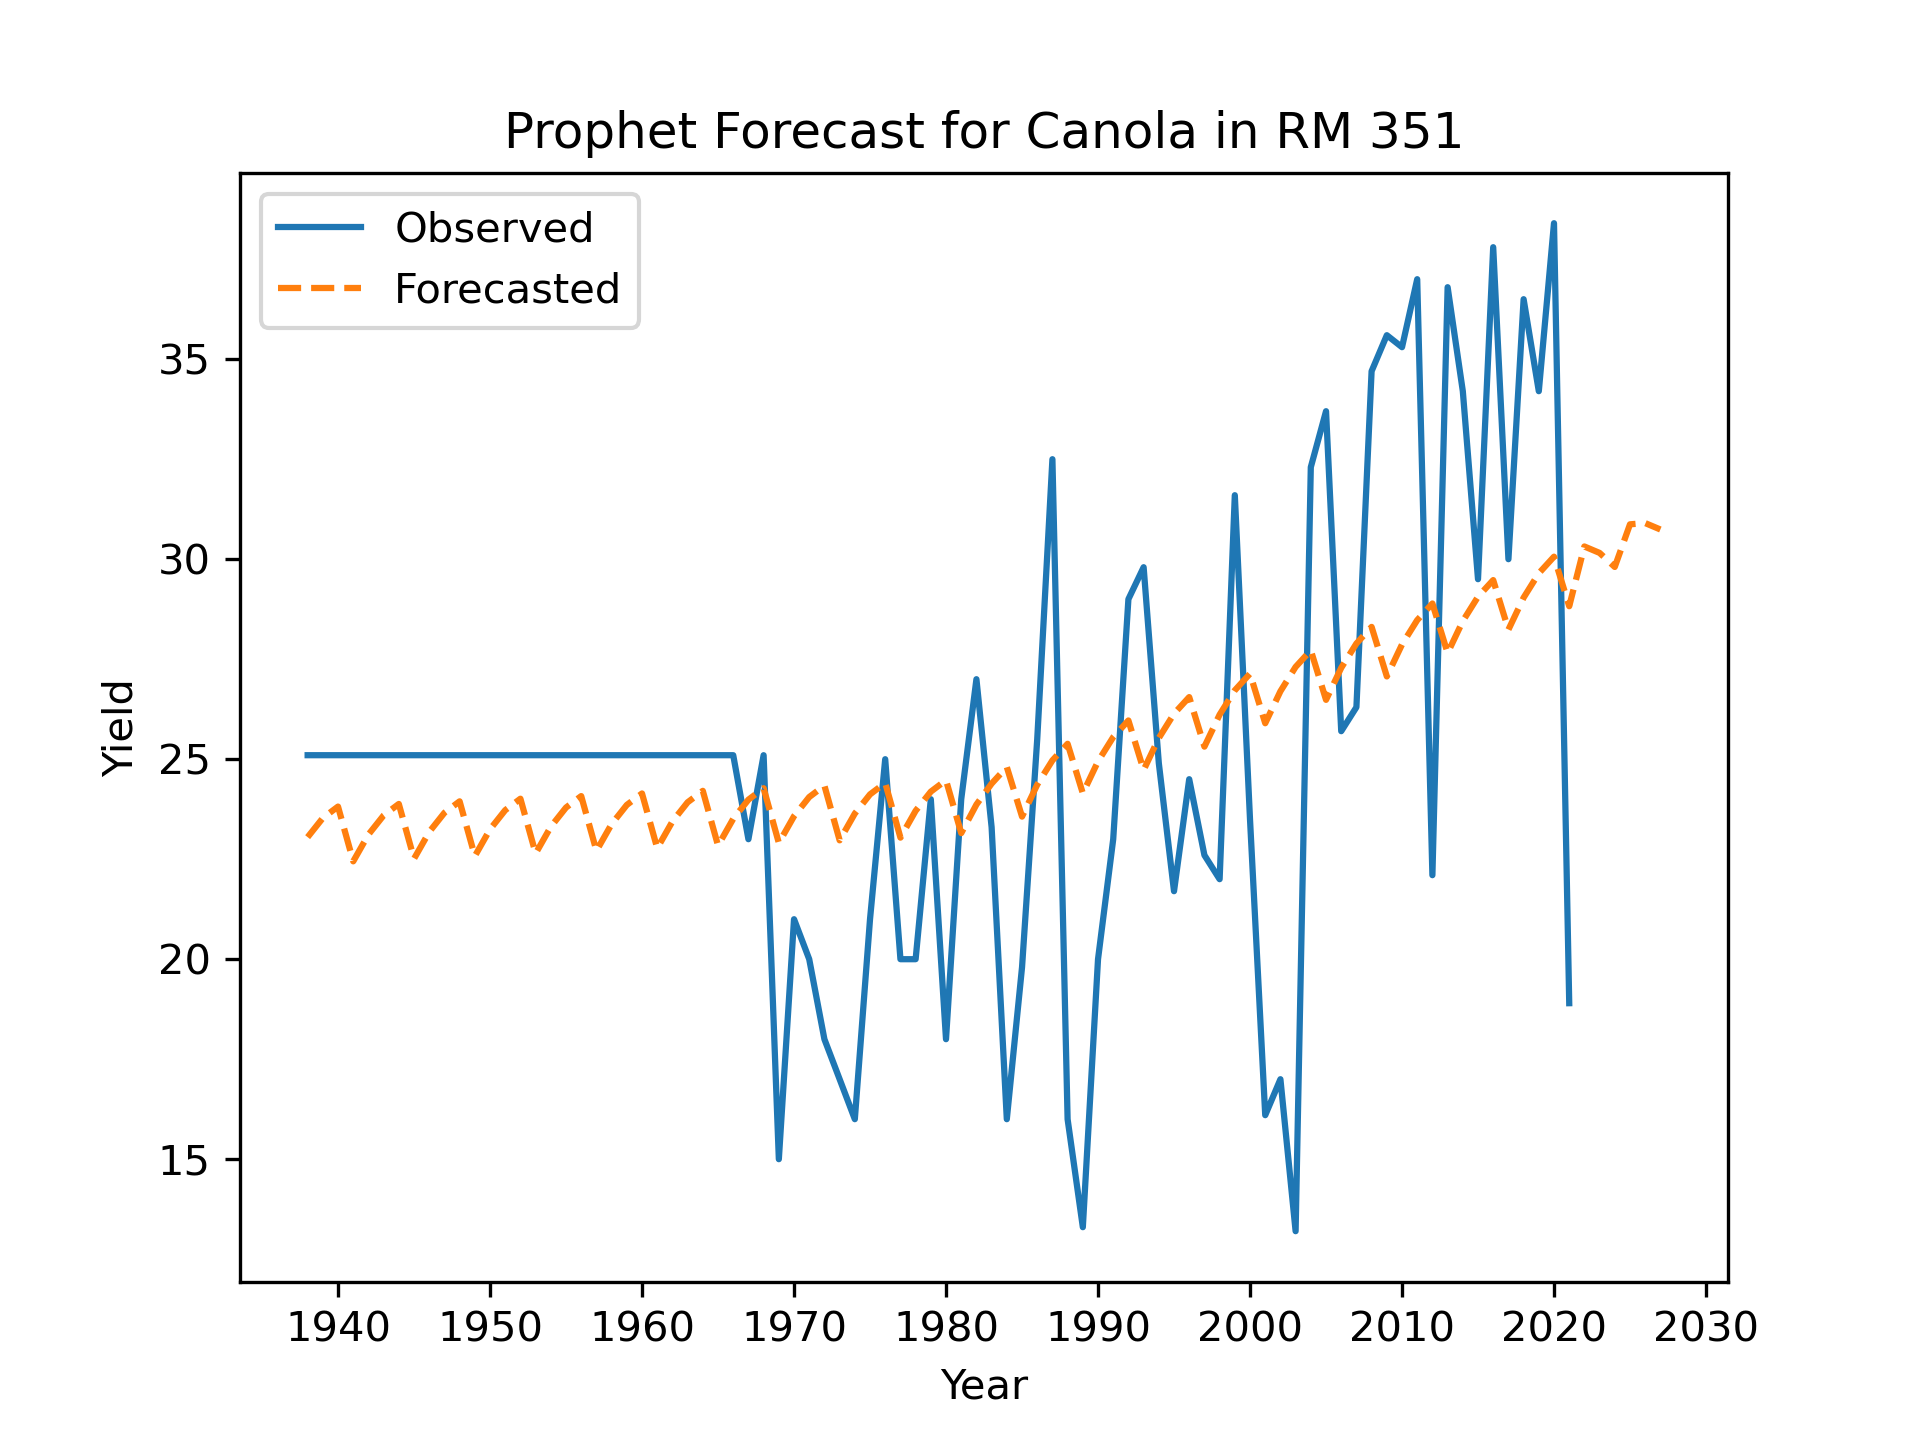 Prophet Forecast for Canola in RM 351
Observed
Forecasted
35
30
25
20
15
Yield
1940 1950 1960 1970 1980 1990 2000 2010 2020 2030
Year